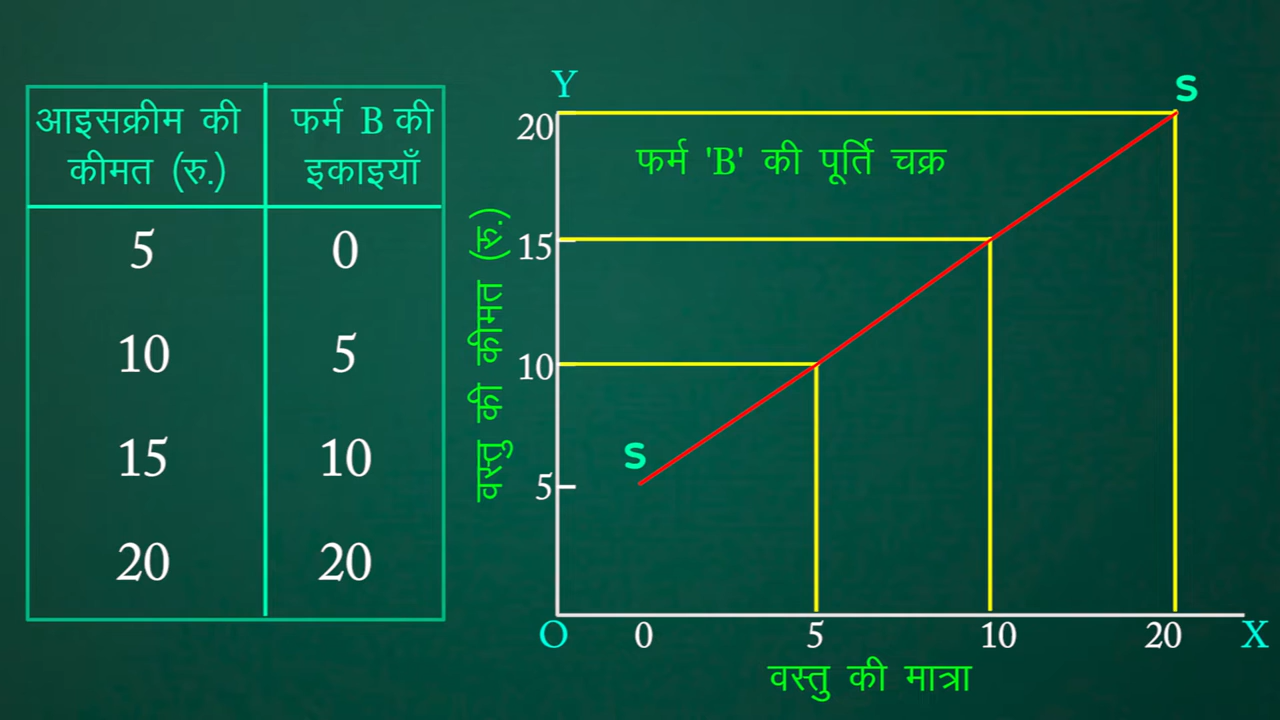 आइसक्रीम की
कीमत (रु.)
फर्म B की
इकाइयाँ
5 0
10 5
15 10
20 20
Y
S
20
फर्म 'B' की पूर्ति चक्र
15
वस्तु की कीमत (रु.)
10
S
5
O 0 5 10 20 X
वस्तु की मात्रा